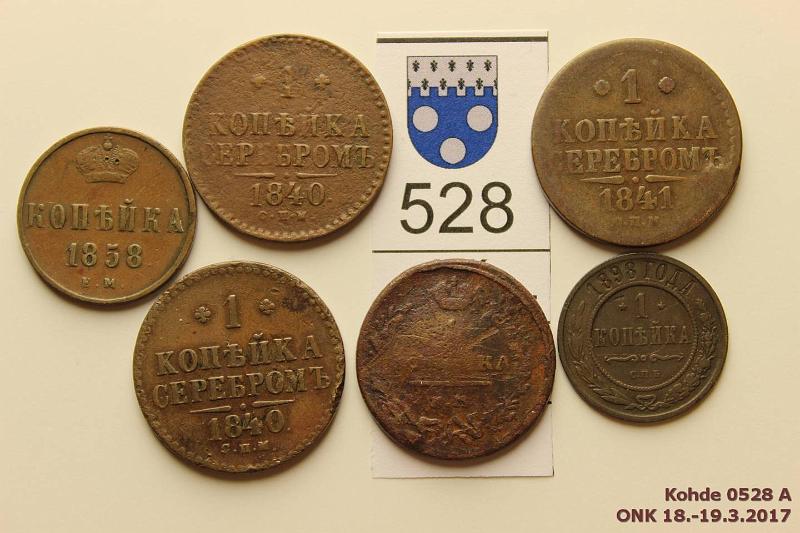 КОПѢЙКА
1858
Е.М.
1
КОПѢЙКА
СЕРЕБРОМЪ
1840.
С.П.М
528
1
КОПѢЙКА
СЕРЕБРОМЪ
1841
1
КОПѢЙКА
СЕРЕБРОМЪ
1840.
С.П.М.
1898 ГОДА
1
КОПѢЙКА
С.П.Б.
Kohde 0528 A
ONK 18.-19.3.2017